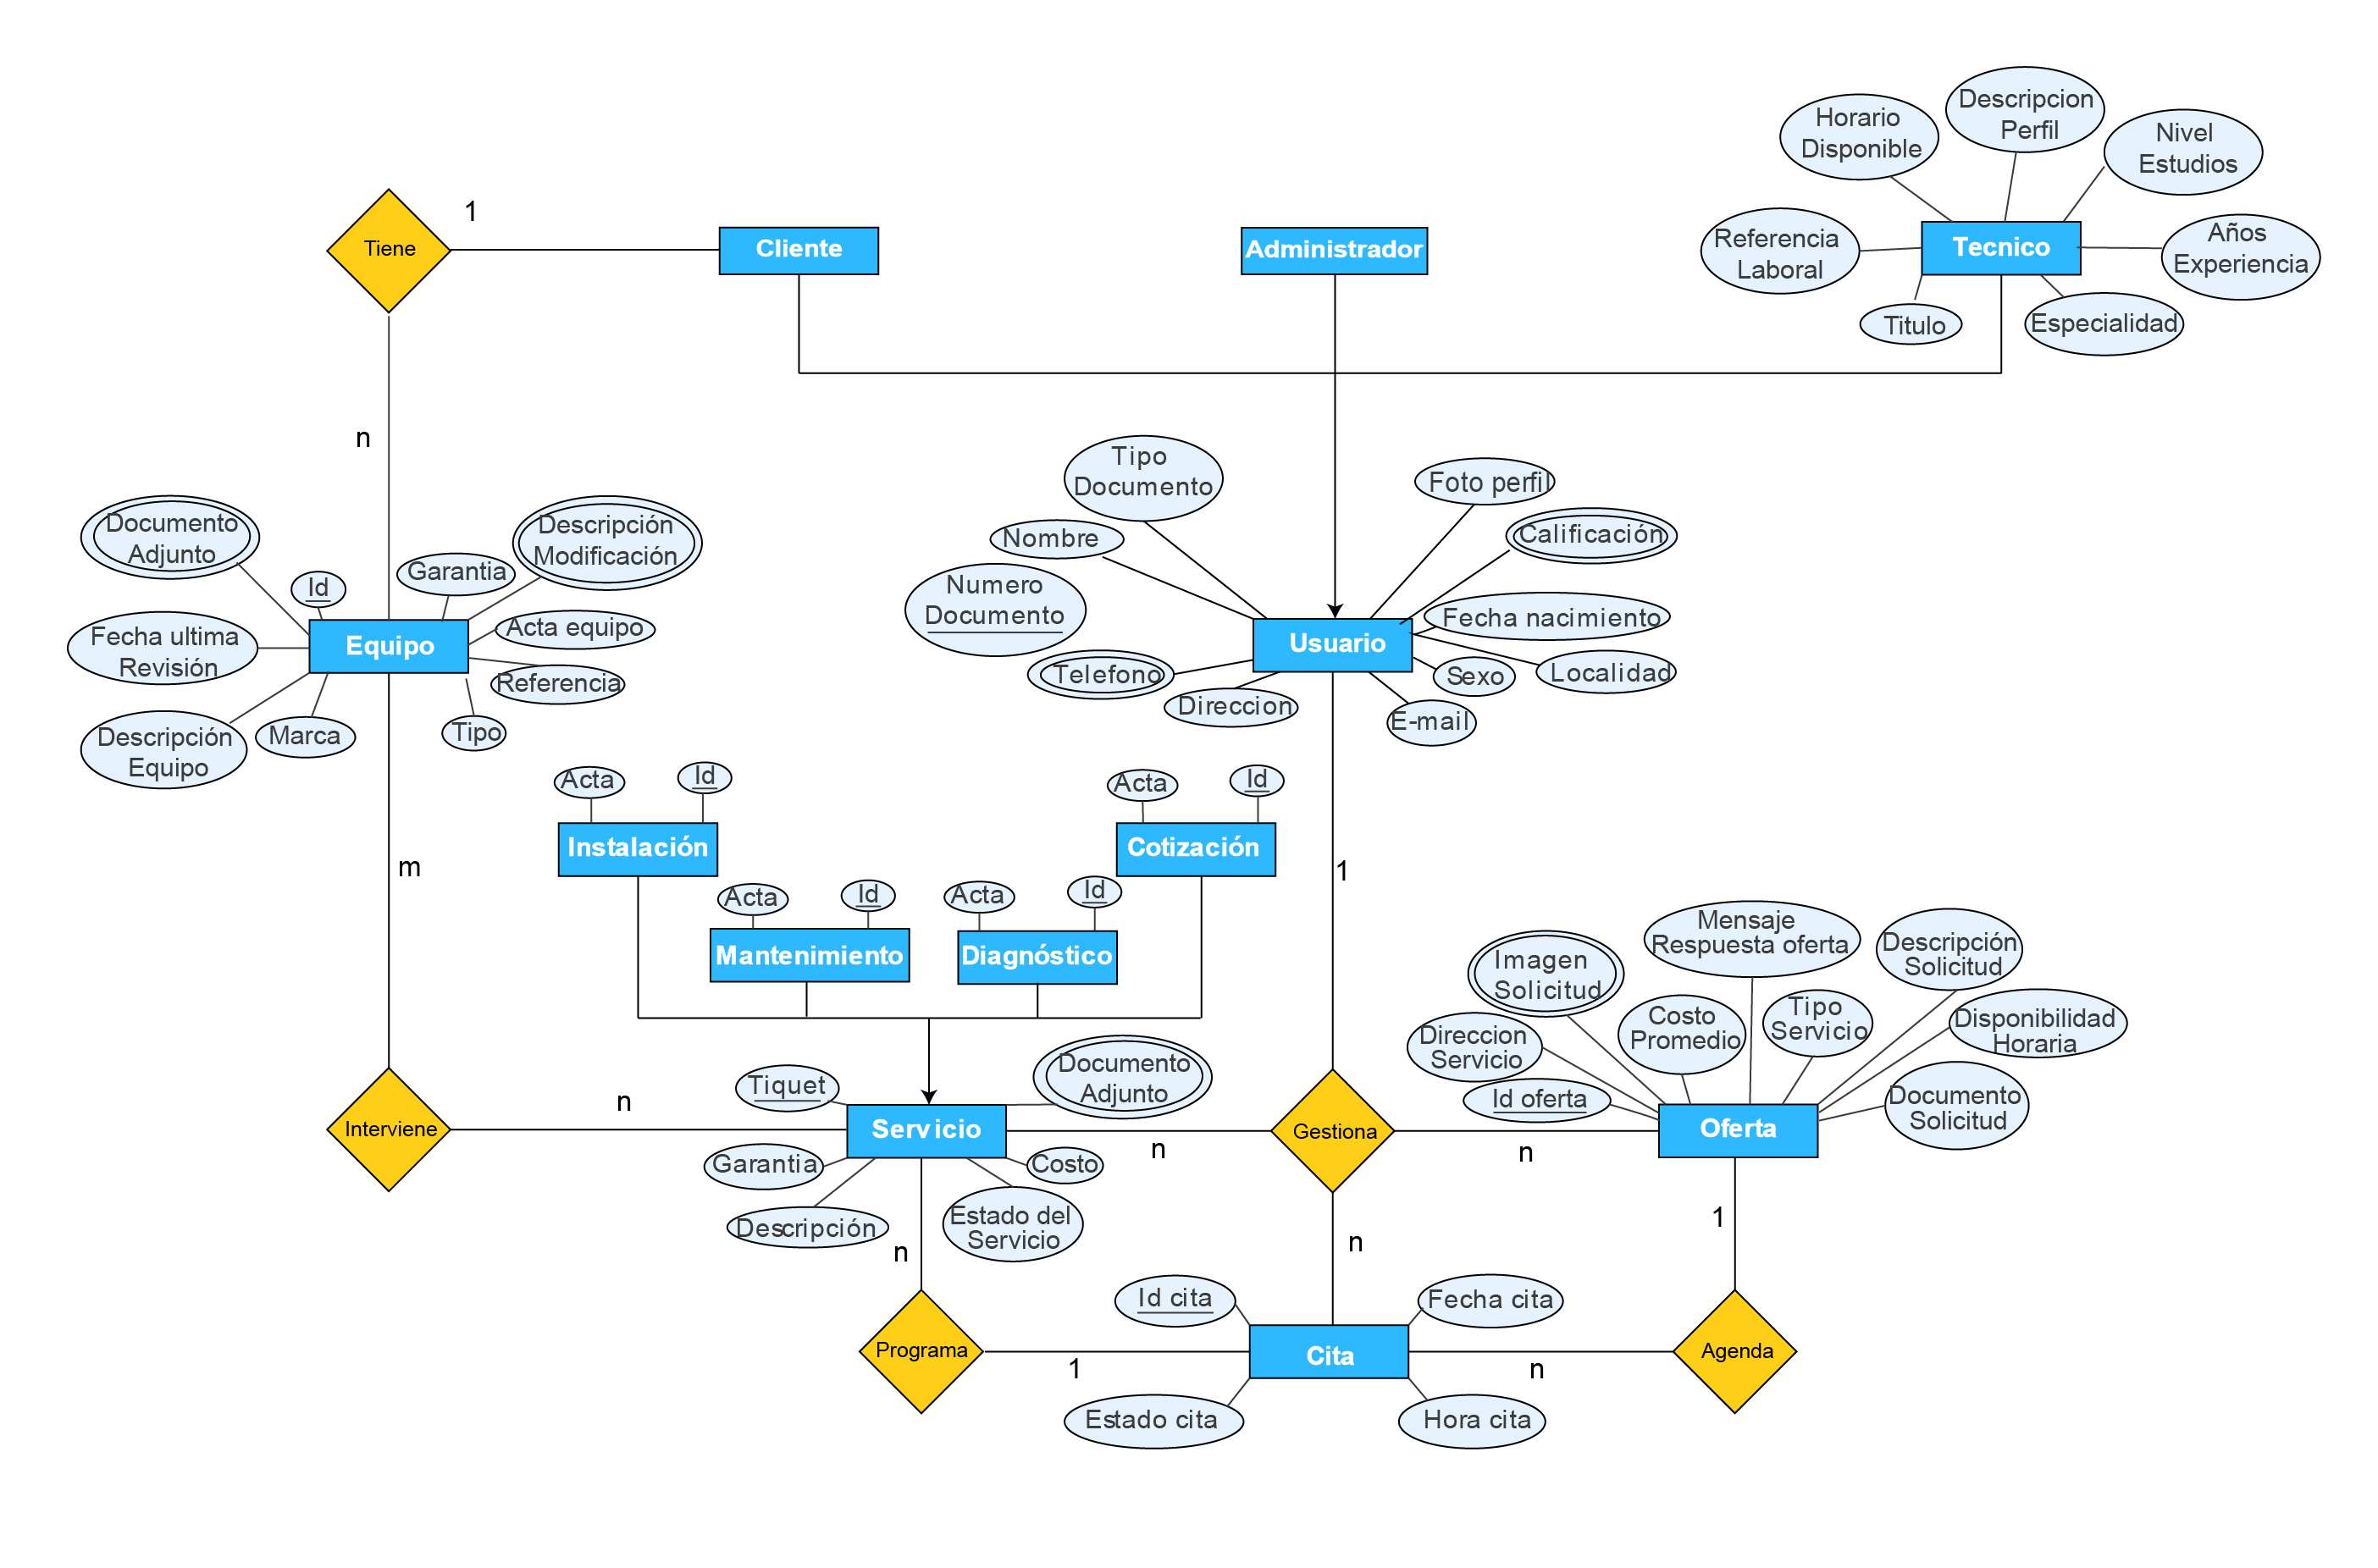 Descripcion
Perfil
Horario
Disponible
Nivel
Estudios
1
Tiene
Cliente
Administrador
Referencia
Laboral
Tecnico
Años
Experiencia
Titulo
Especialidad
n
Tipo
Documento
Foto perfil
Documento
Adjunto
Descripción
Modificación
Nombre
Calificación
Id
Garantia
Numero
Documento
Fecha ultima
Revisión
Equipo
Acta equipo
Usuario
Fecha nacimiento
Referencia
Telefono
Sexo
Localidad
Descripción
Equipo
Marca
Tipo
Direccion
E-mail
Acta
Id
Acta
Id
Instalación
Cotización
m
1
Acta
Id
Acta
Id
Mantenimiento
Diagnóstico
Mensaje
Respuesta oferta
Imagen
Solicitud
Descripción
Solicitud
Direccion
Servicio
Costo
Promedio
Tipo
Servicio
Disponibilidad
Horaria
Tiquet
Documento
Adjunto
Id oferta
Documento
Solicitud
n
Interviene
Servicio
n
Gestiona
n
Oferta
Garantia
Costo
Descripción
Estado del
Servicio
n
n
1
Id cita
Fecha cita
Programa
1
Cita
n
Agenda
Estado cita
Hora cita